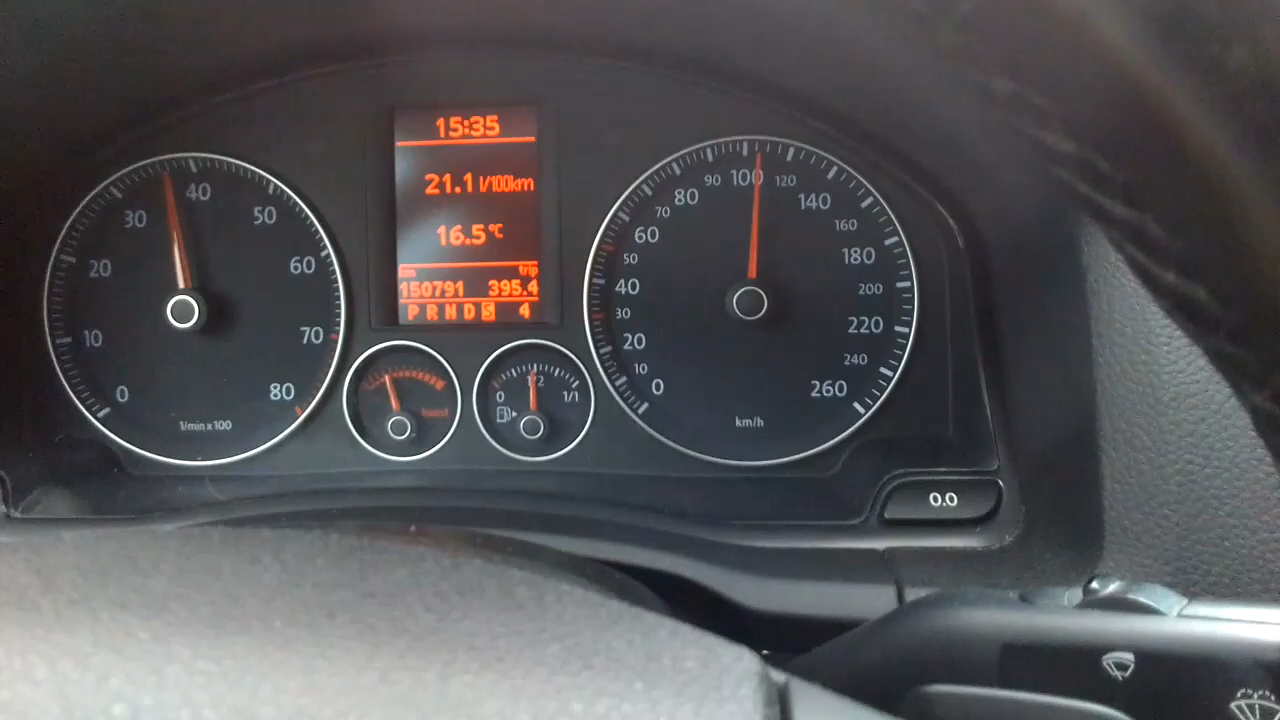 15:35
21.1 l/100km
16.5°C
km trip
150791 395.4
P R N D S 4
0 10 20 30 40 50 60 70 80
1/min x 100
boost
0 1/2 1/1
0 10 20 30 40 50 60 70 80 90 100 120 140 160 180 200 220 240 260
km/h
0.0